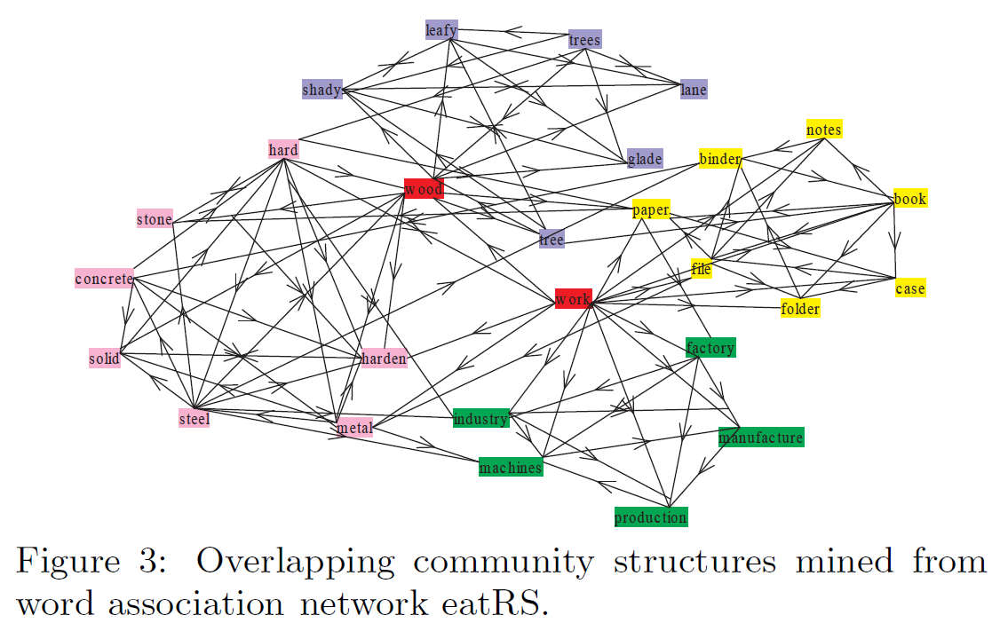 leafy
trees
shady
lane
notes
hard
glade
binder
wood
book
stone
paper
tree
concrete
file
case
work
folder
factory
solid
harden
steel
industry
metal
manufacture
machines
production
Figure 3: Overlapping community structures mined from
word association network eatRS.